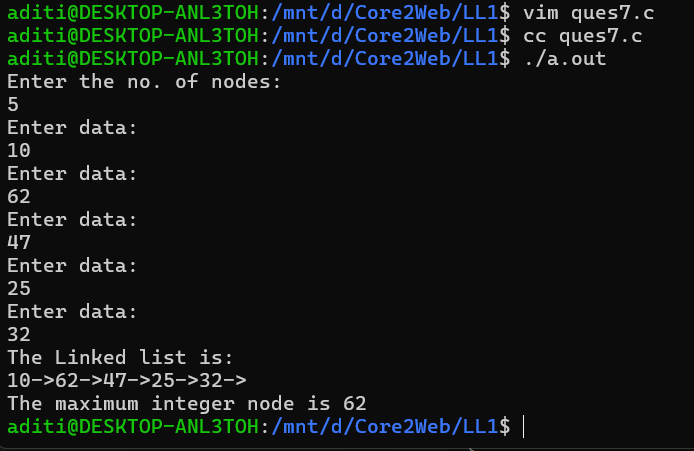 aditi@DESKTOP-ANL3TOH:/mnt/d/Core2Web/LL1$ vim ques7.c
aditi@DESKTOP-ANL3TOH:/mnt/d/Core2Web/LL1$ cc ques7.c
aditi@DESKTOP-ANL3TOH:/mnt/d/Core2Web/LL1$ ./a.out
Enter the no. of nodes:
5
Enter data:
10
Enter data:
62
Enter data:
47
Enter data:
25
Enter data:
32
The Linked list is:
10->62->47->25->32->
The maximum integer node is 62
aditi@DESKTOP-ANL3TOH:/mnt/d/Core2Web/LL1$